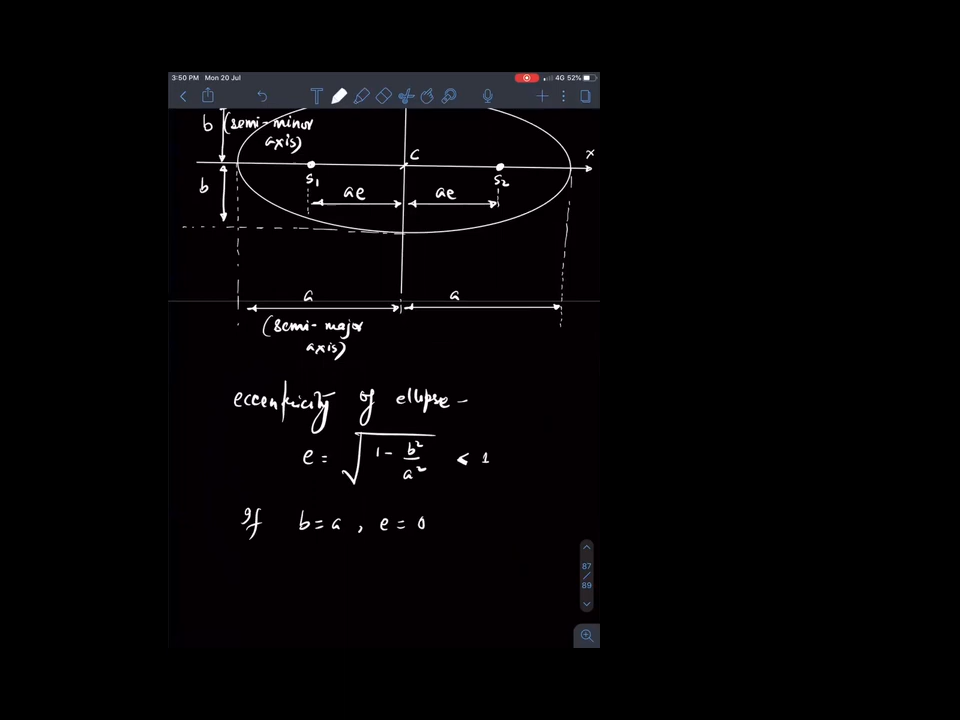 3:50 PM Mon 20 Jul
4G 52%
b (semi-minor
axis)
C
x
S1
S2
b
ae
ae
a
a
(semi-major
axis)
eccentricity of ellipse -
e = √1 - b²/a² < 1
If b = a , e = 0
87
/
89